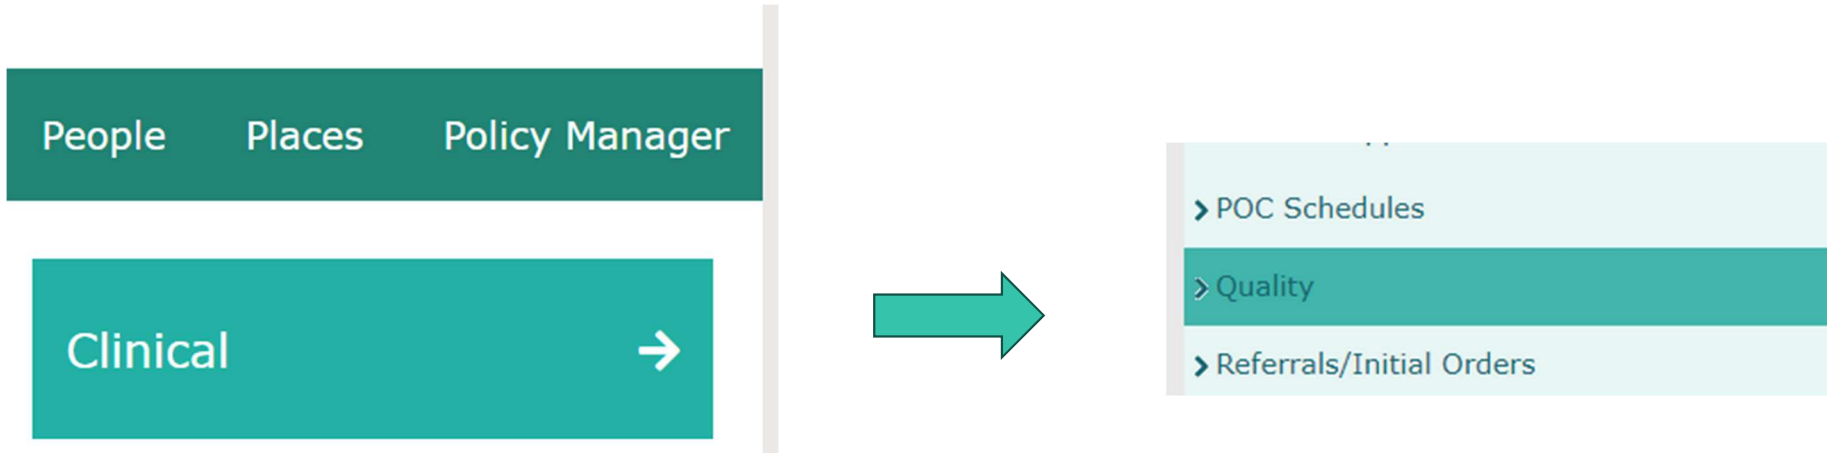 People Places Policy Manager
Clinical
POC Schedules
Quality
Referrals/Initial Orders